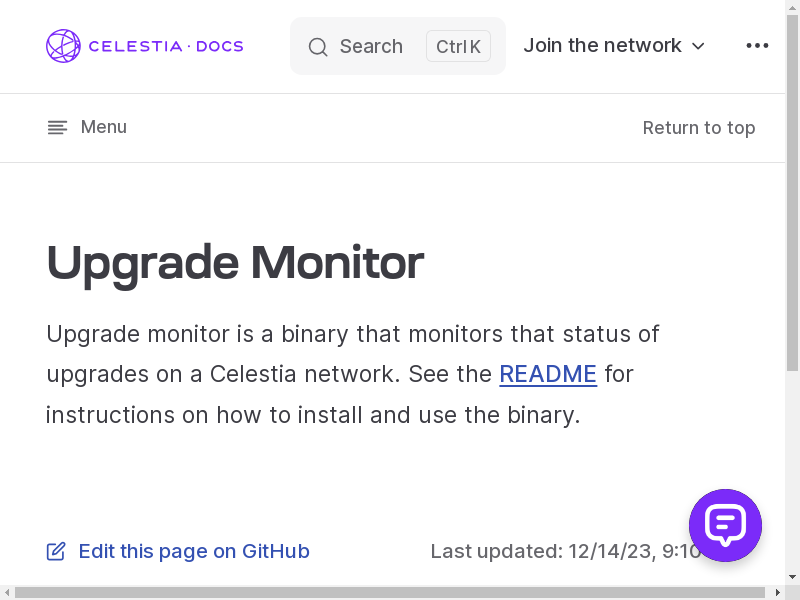 CELESTIA · DOCS
Search
Ctrl K
Join the network
Menu
Return to top
Upgrade Monitor
Upgrade monitor is a binary that monitors that status of
upgrades on a Celestia network. See the README for
instructions on how to install and use the binary.
Edit this page on GitHub
Last updated: 12/14/23, 9:10